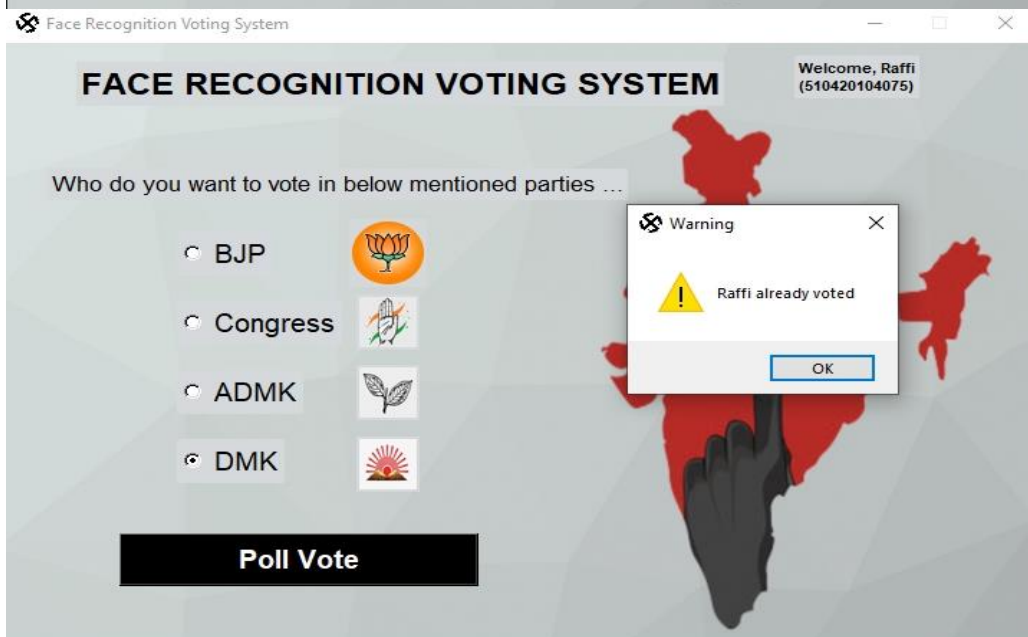 Face Recognition Voting System
FACE RECOGNITION VOTING SYSTEM
Welcome, Raffi
(510420104075)
Who do you want to vote in below mentioned parties ...
BJP
Congress
ADMK
DMK
Poll Vote
Warning
Raffi already voted
OK